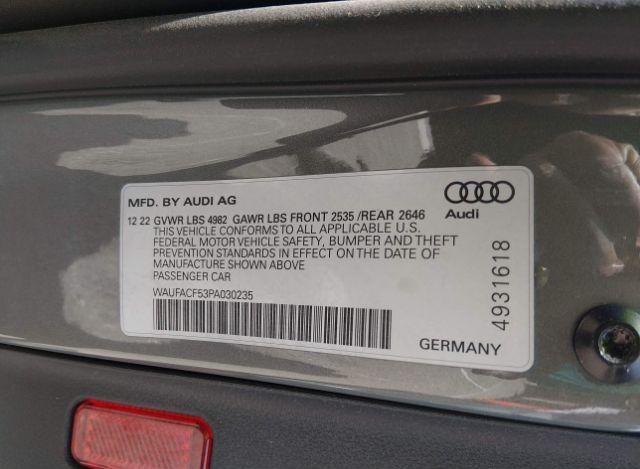 MFD. BY AUDI AG
12 22 GVWR LBS 4982 GAWR LBS FRONT 2535 /REAR 2646
THIS VEHICLE CONFORMS TO ALL APPLICABLE U.S.
FEDERAL MOTOR VEHICLE SAFETY, BUMPER AND THEFT
PREVENTION STANDARDS IN EFFECT ON THE DATE OF
MANUFACTURE SHOWN ABOVE
PASSENGER CAR
WAUFACF53PA030235
Audi
4931618
GERMANY